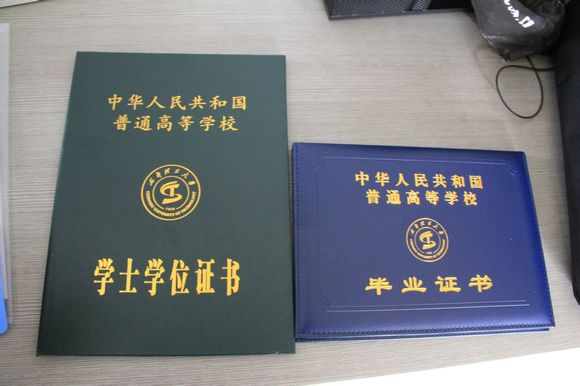 中华人民共和国
普通高等学校
学士学位证书
中华人民共和国
普通高等学校
毕业证书